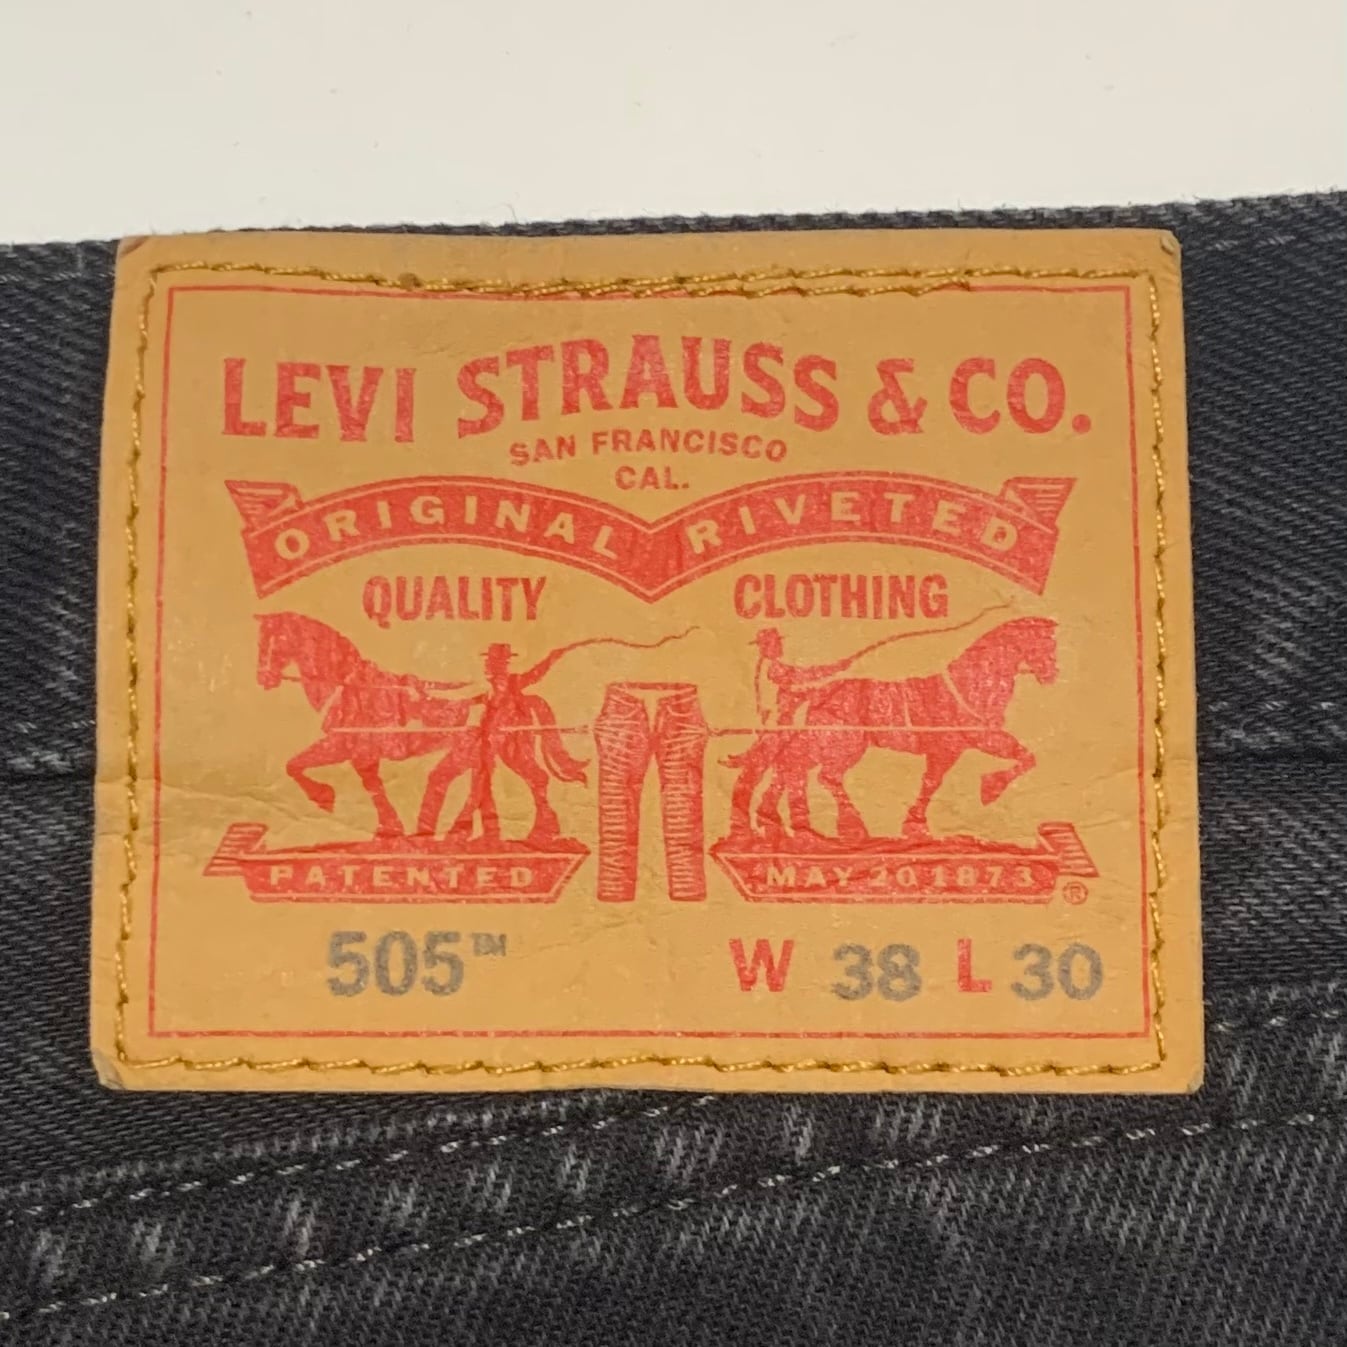 LEVI STRAUSS & CO.
SAN FRANCISCO
CAL.
ORIGINAL RIVETED
QUALITY CLOTHING
PATENTED MAY 20 1873 ®
505™ W 38 L 30